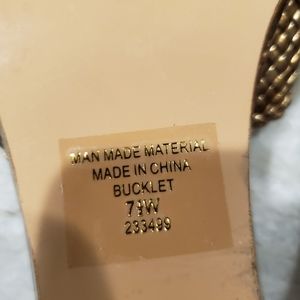 MAN MADE MATERIAL
MADE IN CHINA
BUCKLET
7½W
233499